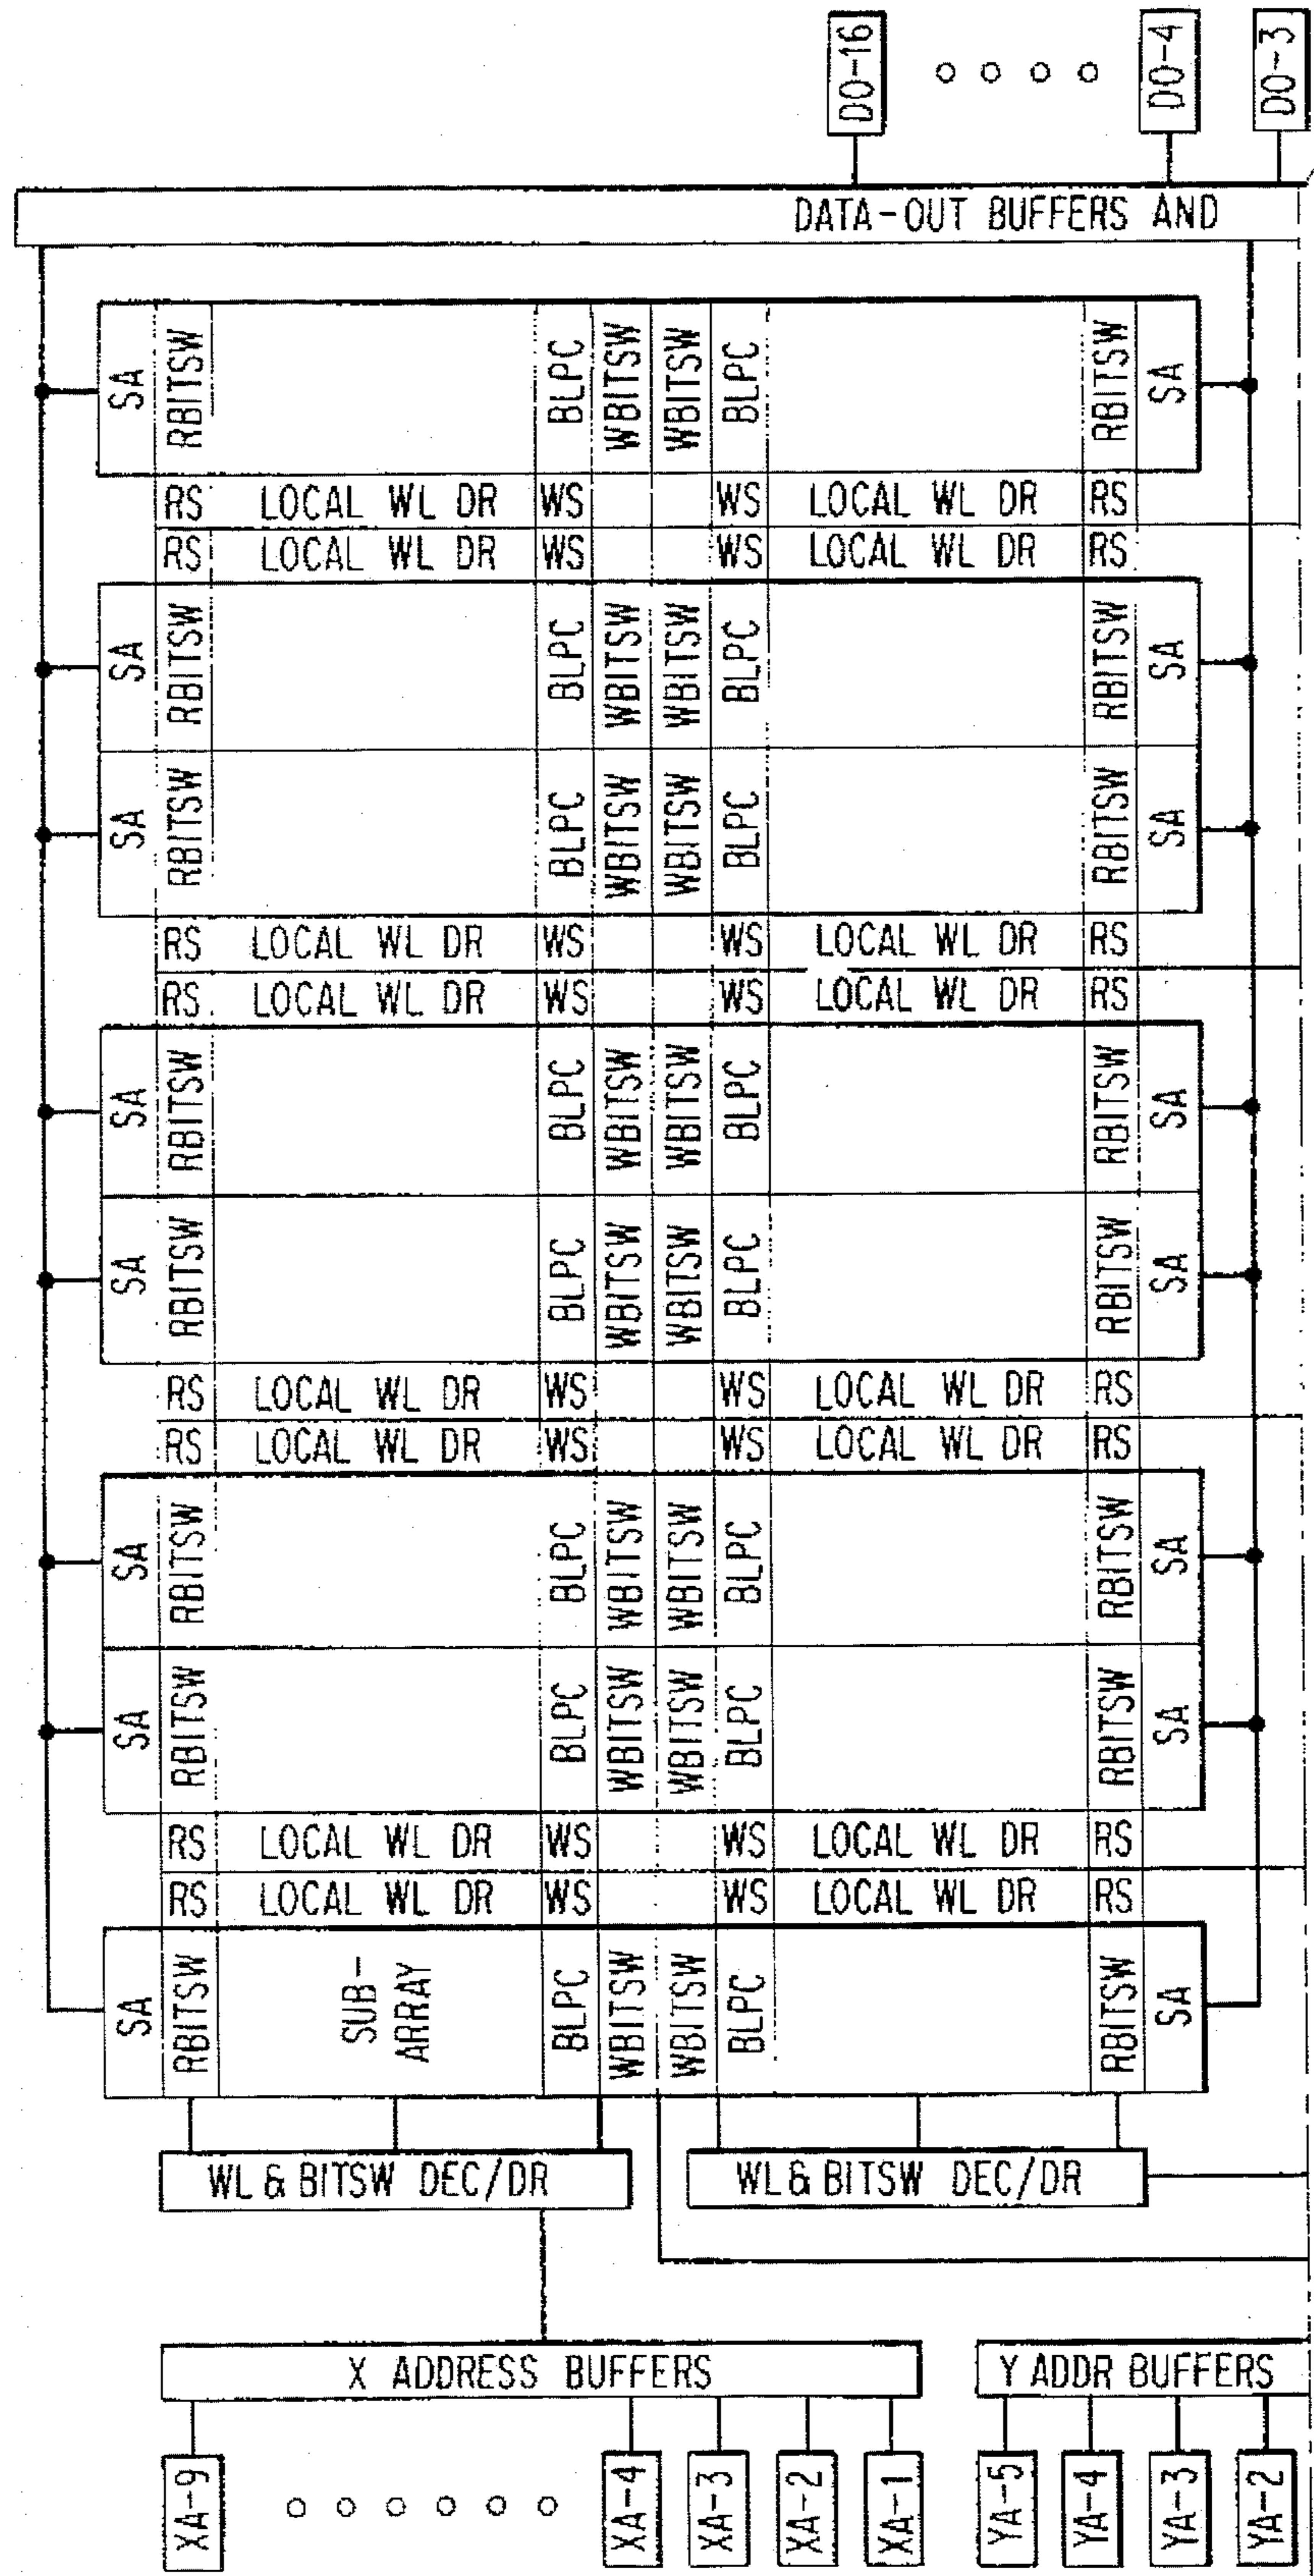 DO-16
DO-4
DO-3
DATA-OUT BUFFERS AND
SA RBITSW BLPC WBITSW WBITSW BLPC RBITSW SA
RS LOCAL WL DR WS WS LOCAL WL DR RS
RS LOCAL WL DR WS WS LOCAL WL DR RS
SA RBITSW BLPC WBITSW WBITSW BLPC RBITSW SA
SA RBITSW BLPC WBITSW WBITSW BLPC RBITSW SA
RS LOCAL WL DR WS WS LOCAL WL DR RS
RS LOCAL WL DR WS WS LOCAL WL DR RS
SA RBITSW BLPC WBITSW WBITSW BLPC RBITSW SA
SA RBITSW BLPC WBITSW WBITSW BLPC RBITSW SA
RS LOCAL WL DR WS WS LOCAL WL DR RS
RS LOCAL WL DR WS WS LOCAL WL DR RS
SA RBITSW BLPC WBITSW WBITSW BLPC RBITSW SA
SA RBITSW BLPC WBITSW WBITSW BLPC RBITSW SA
RS LOCAL WL DR WS WS LOCAL WL DR RS
RS LOCAL WL DR WS WS LOCAL WL DR RS
SA RBITSW SUB-
ARRAY BLPC WBITSW WBITSW BLPC RBITSW SA
WL & BITSW DEC/DR
WL & BITSW DEC/DR
X ADDRESS BUFFERS
Y ADDR BUFFERS
XA-9
XA-4
XA-3
XA-2
XA-1
YA-5
YA-4
YA-3
YA-2